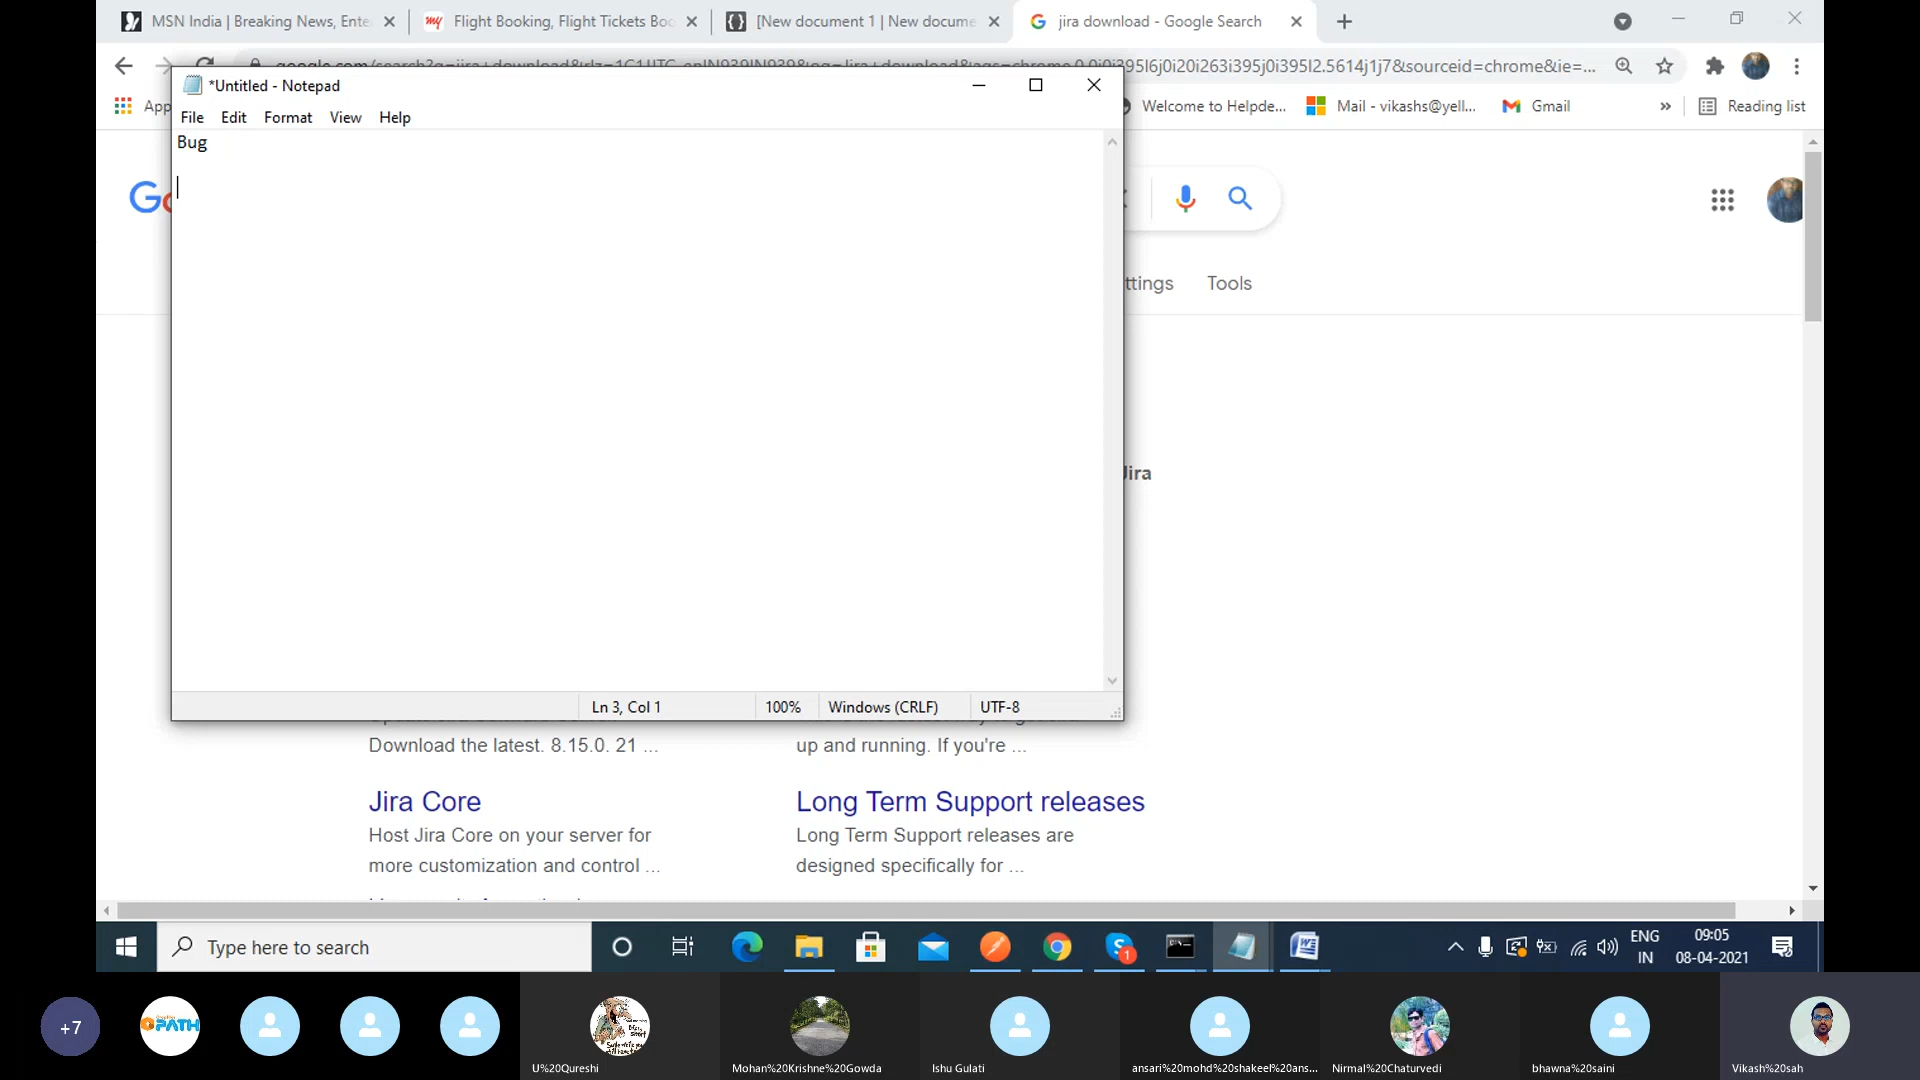 MSN India | Breaking News, Ente
Flight Booking, Flight Tickets Boo
[New document 1 | New docume
jira download - Google Search
*Untitled - Notepad
App
Welcome to Helpde...
Mail - vikashs@yell...
Gmail
»
Reading list
File Edit Format View Help
Bug
Go
ttings
Tools
Jira
Ln 3, Col 1
100%
Windows (CRLF)
UTF-8
Download the latest. 8.15.0. 21 ...
up and running. If you're ...
Jira Core
Long Term Support releases
Host Jira Core on your server for
Long Term Support releases are
more customization and control ...
designed specifically for ...
Type here to search
1
ENG
IN
09:05
08-04-2021
+7
PATH
U%20Qureshi
Mohan%20Krishne%20Gowda
Ishu Gulati
ansari%20mohd%20shakeel%20ans...
Nirmal%20Chaturvedi
bhawna%20saini
Vikash%20sah